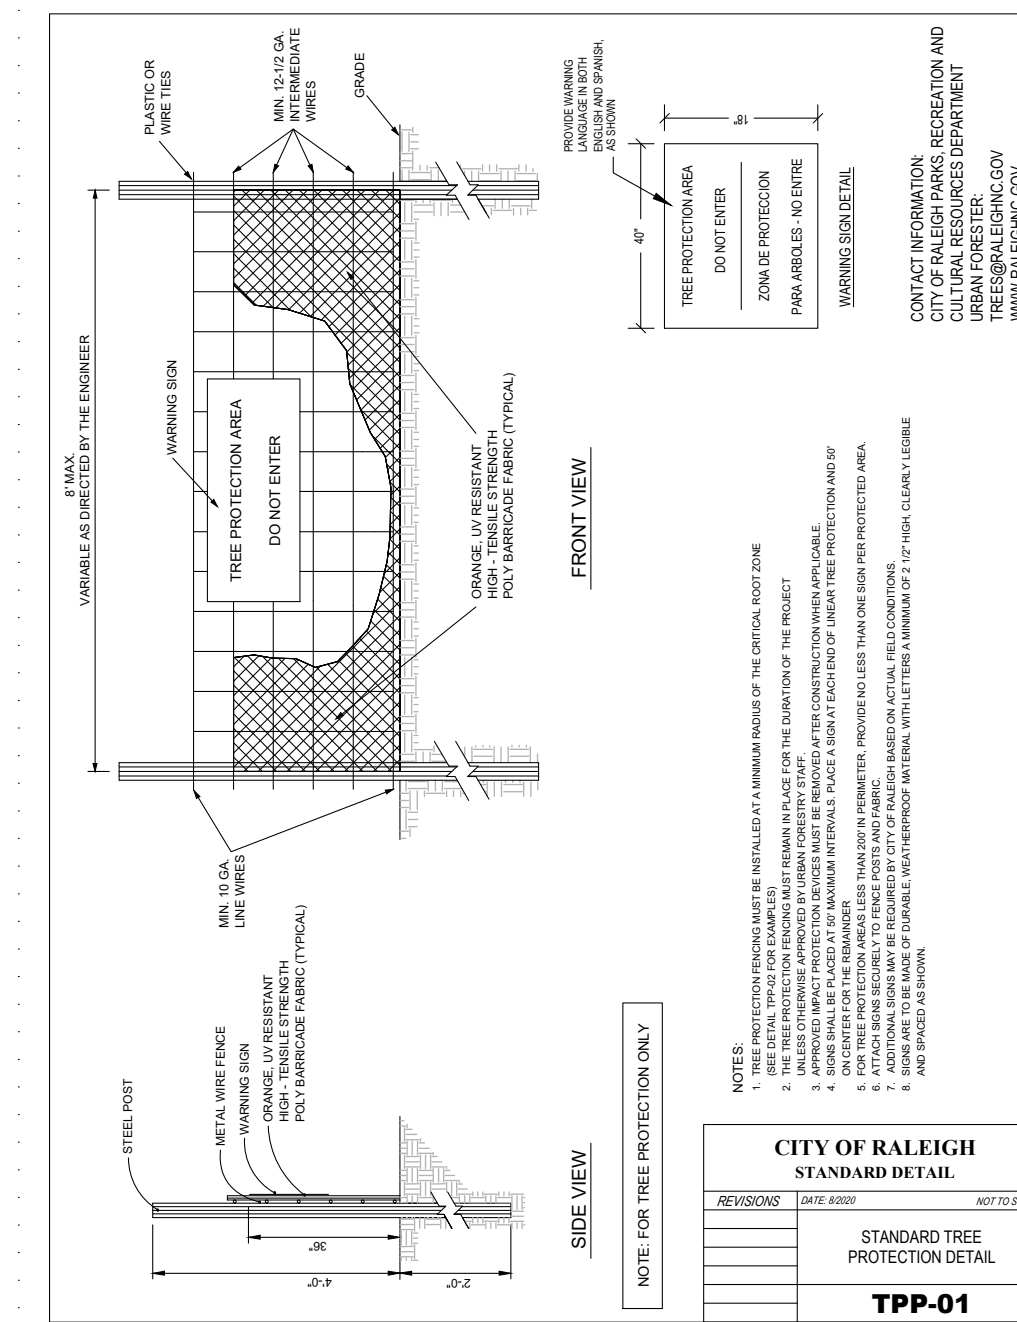 8' MAX.
VARIABLE AS DIRECTED BY THE ENGINEER
PLASTIC OR
WIRE TIES
MIN. 12-1/2 GA.
INTERMEDIATE
WIRES
GRADE
WARNING SIGN
TREE PROTECTION AREA
DO NOT ENTER
MIN. 10 GA.
LINE WIRES
ORANGE, UV RESISTANT
HIGH - TENSILE STRENGTH
POLY BARRICADE FABRIC (TYPICAL)
FRONT VIEW
STEEL POST
METAL WIRE FENCE
WARNING SIGN
ORANGE, UV RESISTANT
HIGH - TENSILE STRENGTH
POLY BARRICADE FABRIC (TYPICAL)
36"
4'-0"
2'-0"
SIDE VIEW
PROVIDE WARNING
LANGUAGE IN BOTH
ENGLISH AND SPANISH,
AS SHOWN
40"
18"
TREE PROTECTION AREA
DO NOT ENTER
ZONA DE PROTECCION
PARA ARBOLES - NO ENTRE
WARNING SIGN DETAIL
CONTACT INFORMATION:
CITY OF RALEIGH PARKS, RECREATION AND
CULTURAL RESOURCES DEPARTMENT
URBAN FORESTER:
TREES@RALEIGHNC.GOV
WWW.RALEIGHNC.GOV
NOTE: FOR TREE PROTECTION ONLY
NOTES:
1. TREE PROTECTION FENCING MUST BE INSTALLED AT A MINIMUM RADIUS OF THE CRITICAL ROOT ZONE
(SEE DETAIL TPP-02 FOR EXAMPLES)
2. THE TREE PROTECTION FENCING MUST REMAIN IN PLACE FOR THE DURATION OF THE PROJECT
UNLESS OTHERWISE APPROVED BY URBAN FORESTRY STAFF.
3. APPROVED IMPACT PROTECTION DEVICES MUST BE REMOVED AFTER CONSTRUCTION WHEN APPLICABLE.
4. SIGNS SHALL BE PLACED AT 50' MAXIMUM INTERVALS. PLACE A SIGN AT EACH END OF LINEAR TREE PROTECTION AND 50'
ON CENTER FOR THE REMAINDER
5. FOR TREE PROTECTION AREAS LESS THAN 200' IN PERIMETER, PROVIDE NO LESS THAN ONE SIGN PER PROTECTED AREA.
6. ATTACH SIGNS SECURELY TO FENCE POSTS AND FABRIC.
7. ADDITIONAL SIGNS MAY BE REQUIRED BY CITY OF RALEIGH BASED ON ACTUAL FIELD CONDITIONS.
8. SIGNS ARE TO BE MADE OF DURABLE, WEATHERPROOF MATERIAL WITH LETTERS A MINIMUM OF 2 1/2" HIGH, CLEARLY LEGIBLE
AND SPACED AS SHOWN.
CITY OF RALEIGH
STANDARD DETAIL
REVISIONS DATE: 8/2020 NOT TO S
STANDARD TREE
PROTECTION DETAIL
TPP-01